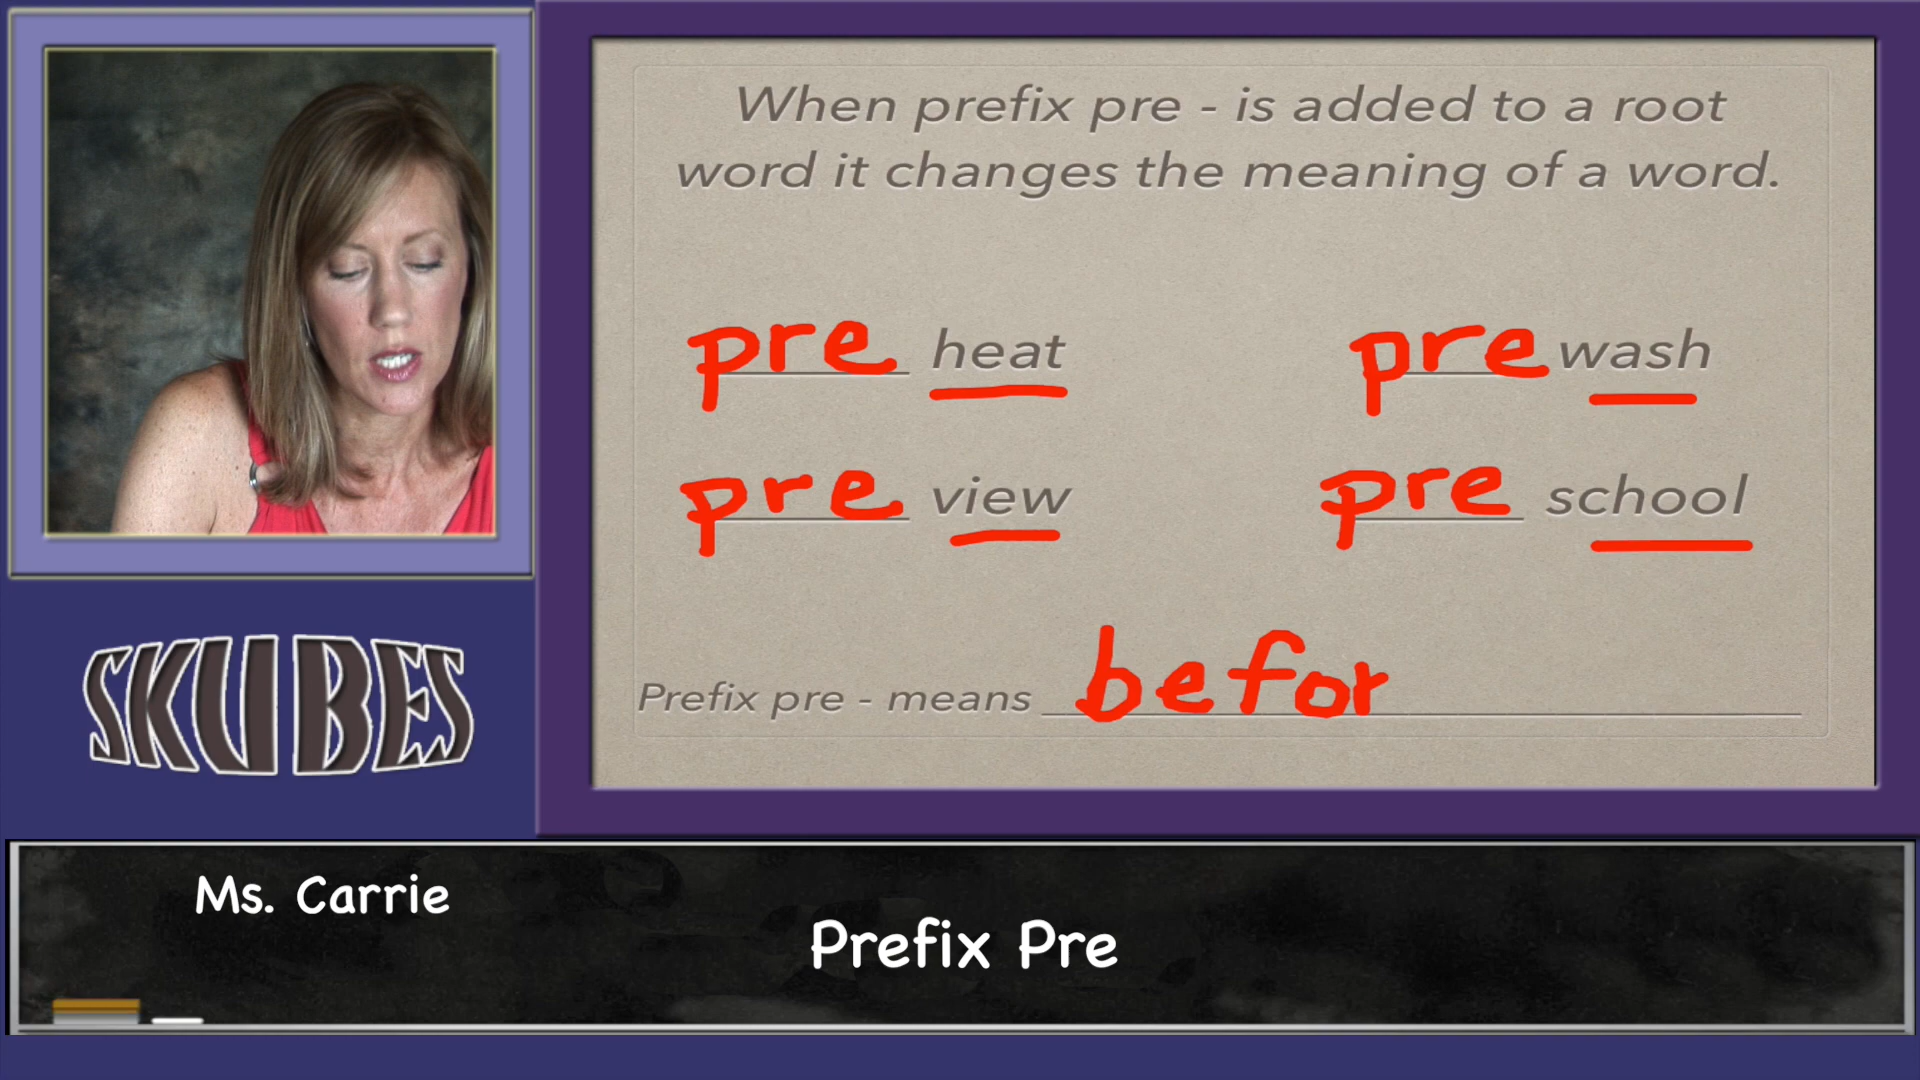 When prefix pre - is added to a root
word it changes the meaning of a word.
pre heat
pre wash
pre view
pre school
Prefix pre - means befor
SKUBES
Ms. Carrie
Prefix Pre